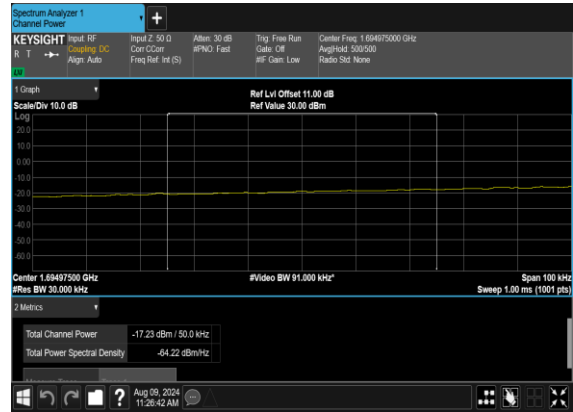 Spectrum Analyzer 1
Channel Power
+
KEYSIGHT Input: RF Input Z: 50 Ω Atten: 30 dB Trig: Free Run Center Freq: 1.694975000 GHz
R T Coupling: DC Corr CCorr #PNO: Fast Gate: Off Avg|Hold: 500/500
Align: Auto Freq Ref: Int (S) #IF Gain: Low Radio Std: None
1 Graph
Ref Lvl Offset 11.00 dB
Scale/Div 10.0 dB Ref Value 30.00 dBm
Log
20.0
10.0
0.00
-10.0
-20.0
-30.0
-40.0
-50.0
-60.0
Center 1.69497500 GHz #Video BW 91.000 kHz* Span 100 kHz
#Res BW 30.000 kHz Sweep 1.00 ms (1001 pts)
2 Metrics
Total Channel Power -17.23 dBm / 50.0 kHz
Total Power Spectral Density -64.22 dBm/Hz
? Aug 09, 2024
11:26:42 AM